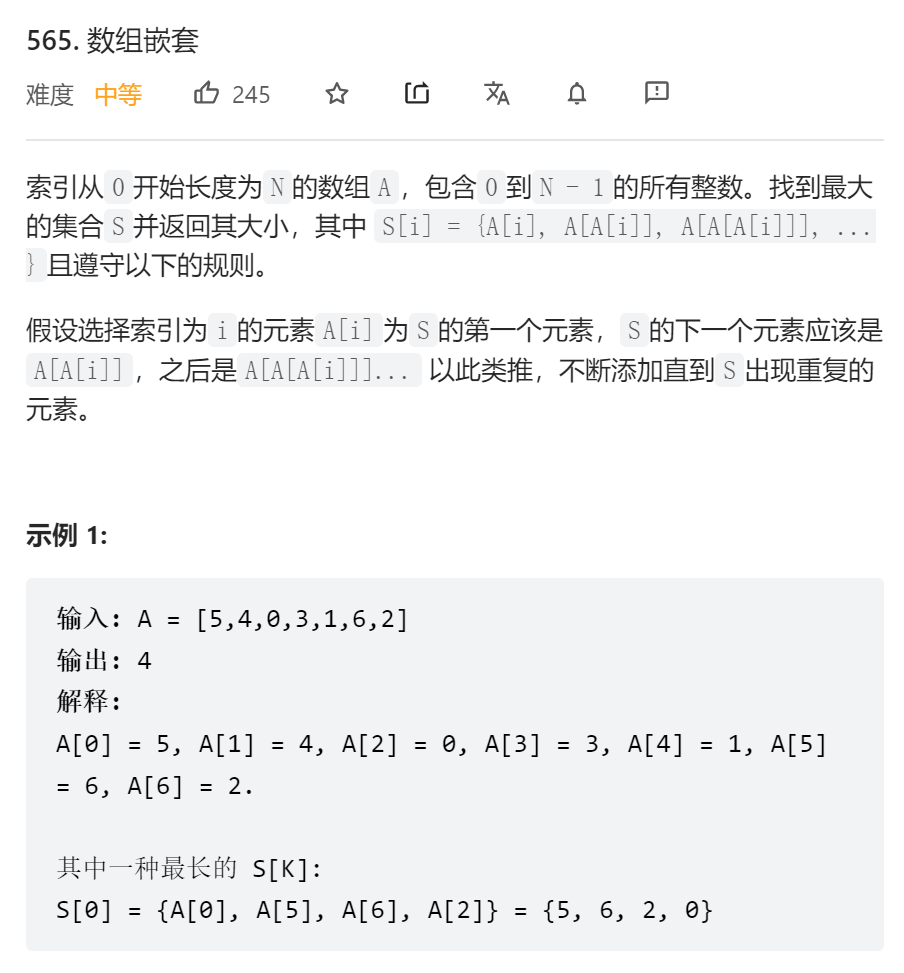 565. 数组嵌套
难度 中等 245
索引从 0 开始长度为 N 的数组 A ，包含 0 到 N - 1 的所有整数。找到最大
的集合 S 并返回其大小，其中 S[i] = {A[i], A[A[i]], A[A[A[i]]], ...
} 且遵守以下的规则。
假设选择索引为 i 的元素 A[i] 为 S 的第一个元素， S 的下一个元素应该是
A[A[i]] ，之后是 A[A[A[i]]]... 以此类推，不断添加直到 S 出现重复的
元素。
示例 1:
输入: A = [5,4,0,3,1,6,2]
输出: 4
解释:
A[0] = 5, A[1] = 4, A[2] = 0, A[3] = 3, A[4] = 1, A[5]
= 6, A[6] = 2.
其中一种最长的 S[K]:
S[0] = {A[0], A[5], A[6], A[2]} = {5, 6, 2, 0}